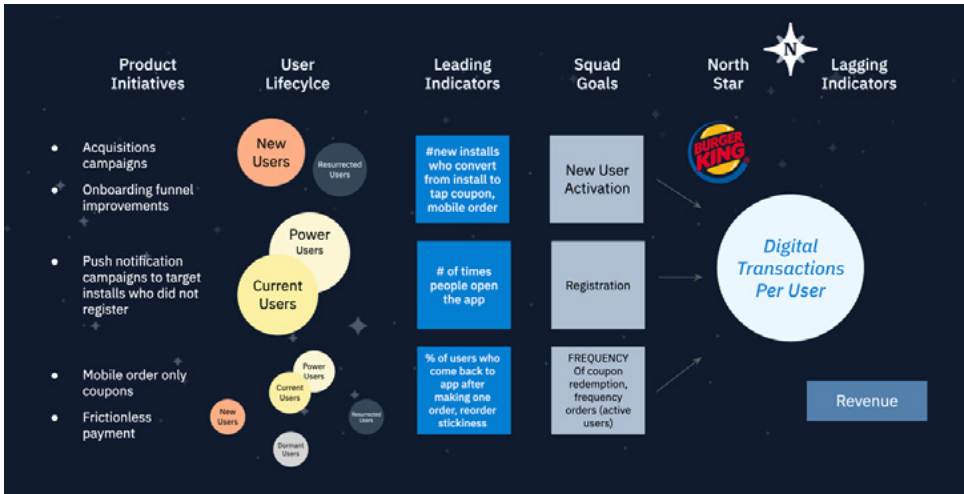 Product
Initiatives
User
Lifecylce
Leading
Indicators
Squad
Goals
North
Star
N
Lagging
Indicators
Acquisitions
campaigns
Onboarding funnel
improvements
New
Users
Resurrected
Users
#new installs
who convert
from install to
tap coupon,
mobile order
New User
Activation
BURGER
KING
Push notification
campaigns to target
installs who did not
register
Power
Users
Current
Users
# of times
people open
the app
Registration
Digital
Transactions
Per User
Mobile order only
coupons
Frictionless
payment
Power
Users
Current
Users
New
Users
Resurrected
Users
Dormant
Users
% of users who
come back to
app after
making one
order, reorder
stickiness
FREQUENCY
Of coupon
redemption,
frequency
orders (active
users)
Revenue